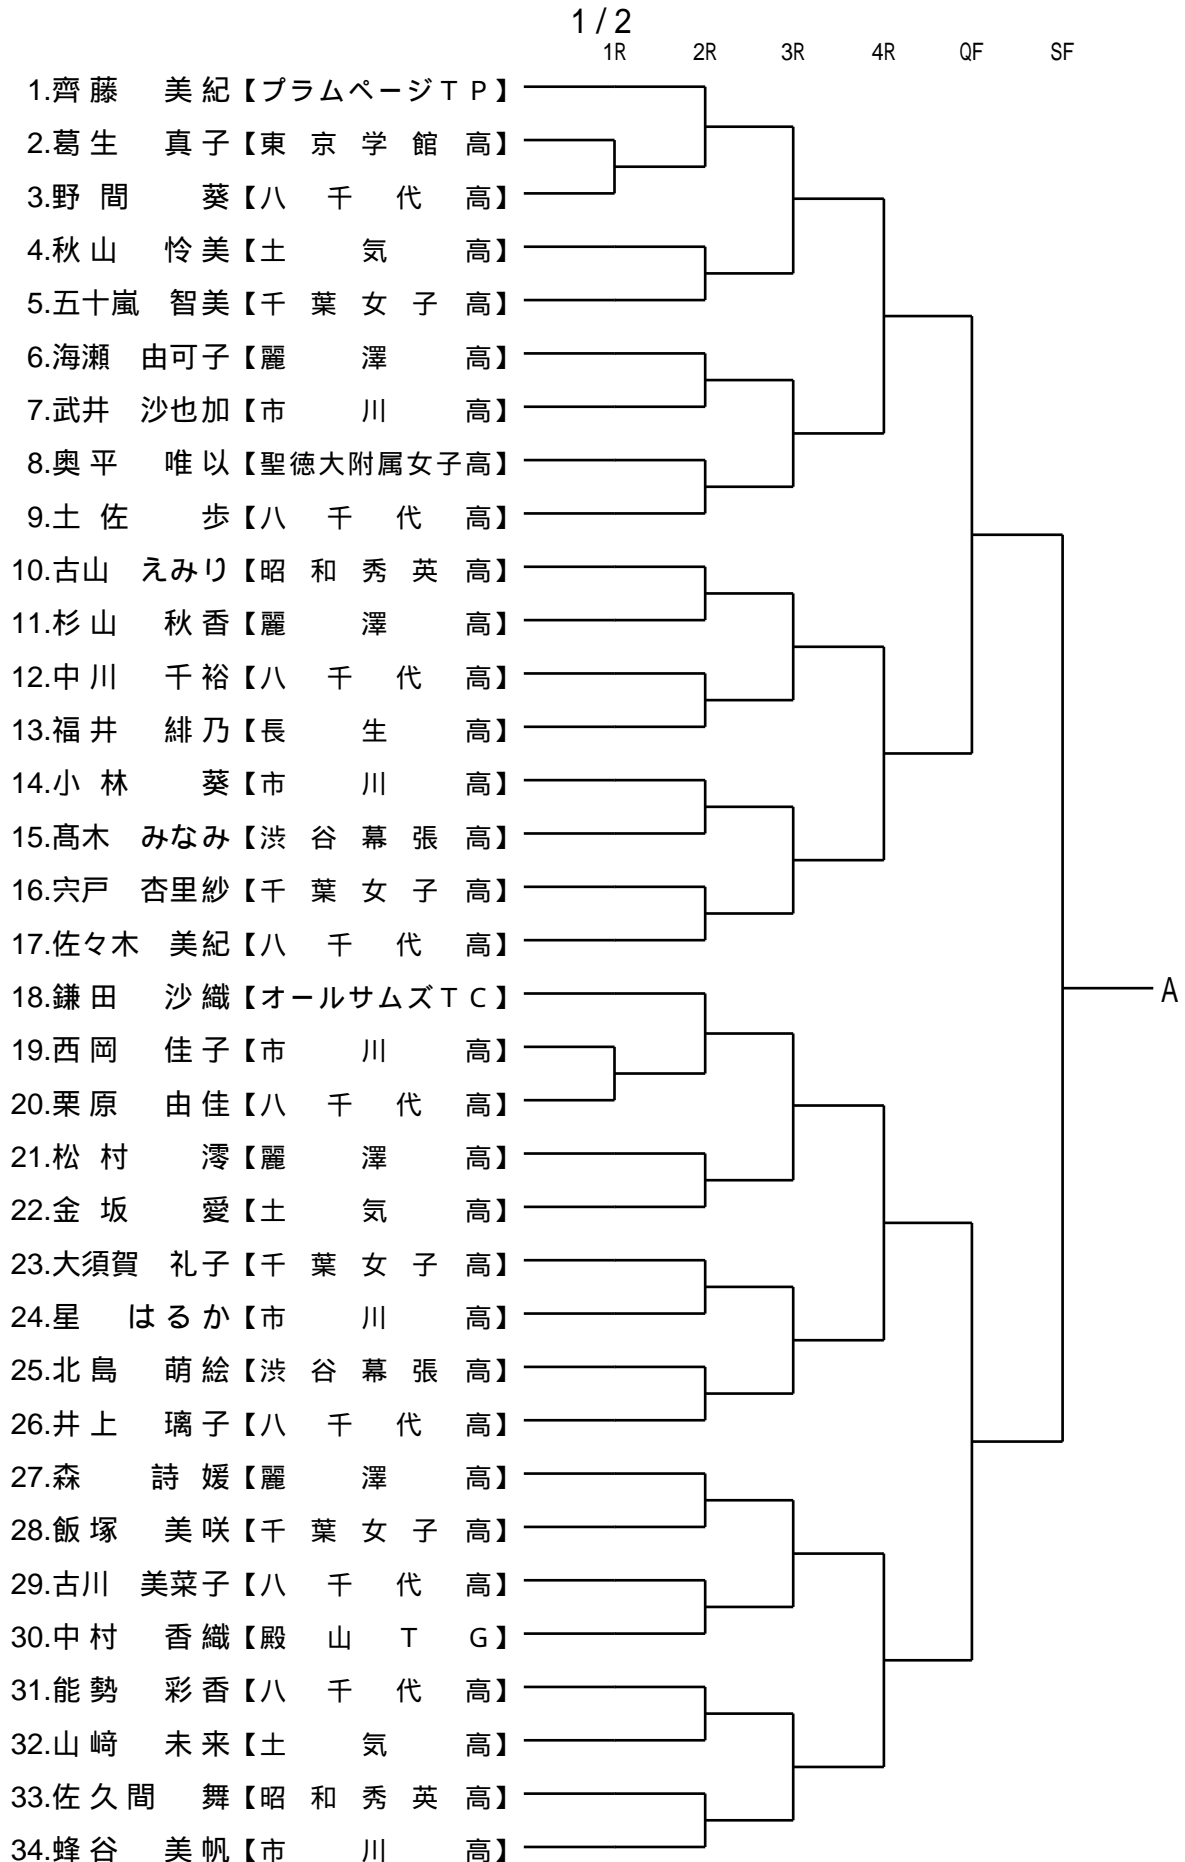 1/2
1R 2R 3R 4R QF SF
1.齊藤 美紀【プラムページTP】
2.葛生 真子【東京学館高】
3.野間 葵【八千代高】
4.秋山 怜美【土気高】
5.五十嵐 智美【千葉女子高】
6.海瀬 由可子【麗澤高】
7.武井 沙也加【市川高】
8.奥平 唯以【聖徳大附属女子高】
9.土佐 歩【八千代高】
10.古山 えみり【昭和秀英高】
11.杉山 秋香【麗澤高】
12.中川 千裕【八千代高】
13.福井 緋乃【長生高】
14.小林 葵【市川高】
15.髙木 みなみ【渋谷幕張高】
16.宍戸 杏里紗【千葉女子高】
17.佐々木 美紀【八千代高】
18.鎌田 沙織【オールサムズTC】
A
19.西岡 佳子【市川高】
20.栗原 由佳【八千代高】
21.松村 澪【麗澤高】
22.金坂 愛【土気高】
23.大須賀 礼子【千葉女子高】
24.星 はるか【市川高】
25.北島 萌絵【渋谷幕張高】
26.井上 璃子【八千代高】
27.森 詩媛【麗澤高】
28.飯塚 美咲【千葉女子高】
29.古川 美菜子【八千代高】
30.中村 香織【殿山TG】
31.能勢 彩香【八千代高】
32.山﨑 未来【土気高】
33.佐久間 舞【昭和秀英高】
34.蜂谷 美帆【市川高】